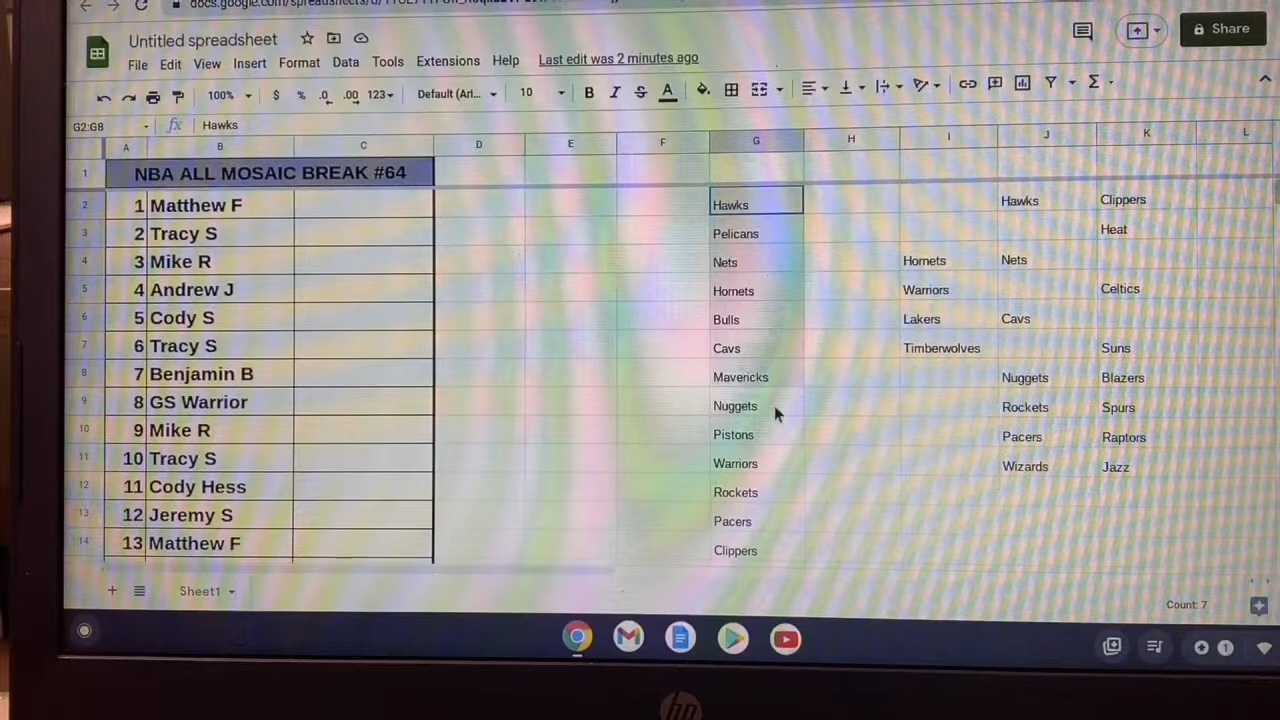 Untitled spreadsheet
Share
File Edit View Insert Format Data Tools Extensions Help Last edit was 2 minutes ago
100% $ % .0 .00 123 Default (Ari... 10 B I S A
G2:G8 fx Hawks
A B C D E F G H I J K L
1 NBA ALL MOSAIC BREAK #64
2 1 Matthew F Hawks Hawks Clippers
3 2 Tracy S Pelicans Heat
4 3 Mike R Nets Hornets Nets
5 4 Andrew J Hornets Warriors Celtics
6 5 Cody S Bulls Lakers Cavs
7 6 Tracy S Cavs Timberwolves Suns
8 7 Benjamin B Mavericks Nuggets Blazers
9 8 GS Warrior Nuggets Rockets Spurs
10 9 Mike R Pistons Pacers Raptors
11 10 Tracy S Warriors Wizards Jazz
12 11 Cody Hess Rockets
13 12 Jeremy S Pacers
14 13 Matthew F Clippers
Sheet1
Count: 7
1
hp